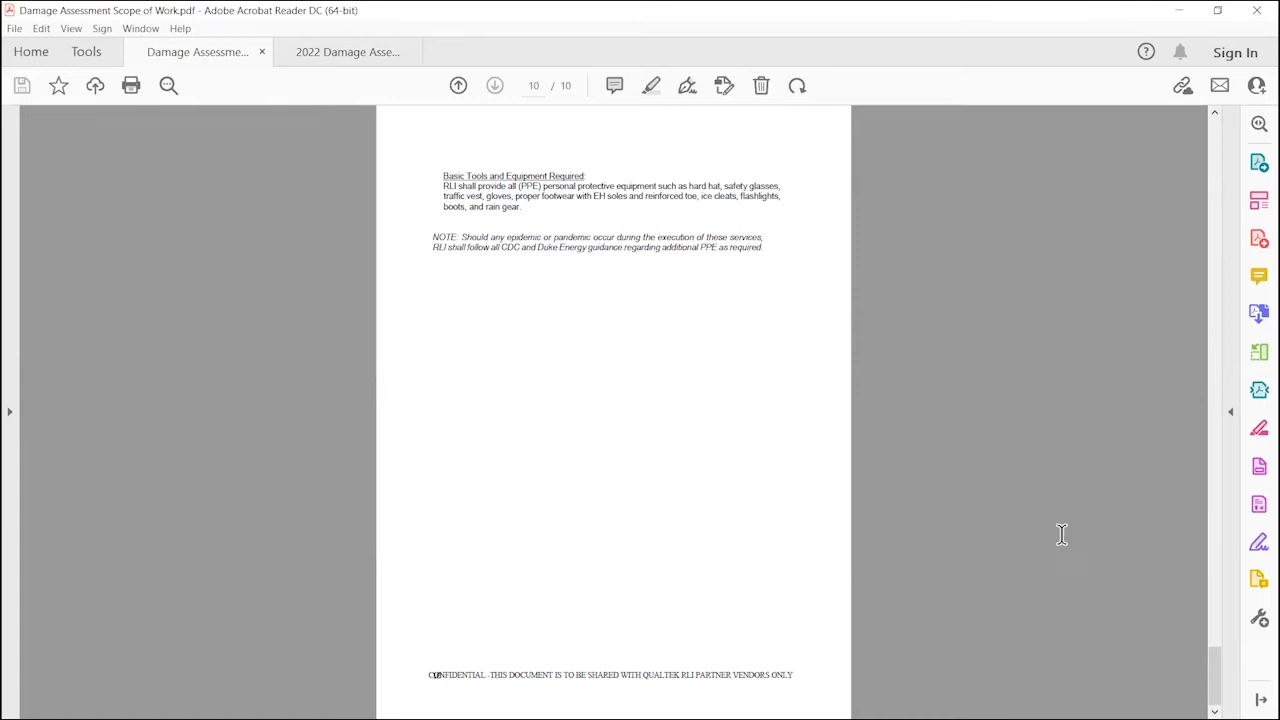 Damage Assessment Scope of Work.pdf - Adobe Acrobat Reader DC (64-bit)
File Edit View Sign Window Help
Home Tools Damage Assessme... × 2022 Damage Asse... Sign In
10 / 10
Basic Tools and Equipment Required:
RLI shall provide all (PPE) personal protective equipment such as hard hat, safety glasses,
traffic vest, gloves, proper footwear with EH soles and reinforced toe, ice cleats, flashlights,
boots, and rain gear.
NOTE: Should any epidemic or pandemic occur during the execution of these services,
RLI shall follow all CDC and Duke Energy guidance regarding additional PPE as required.
CONFIDENTIAL -THIS DOCUMENT IS TO BE SHARED WITH QUALTEK RLI PARTNER VENDORS ONLY